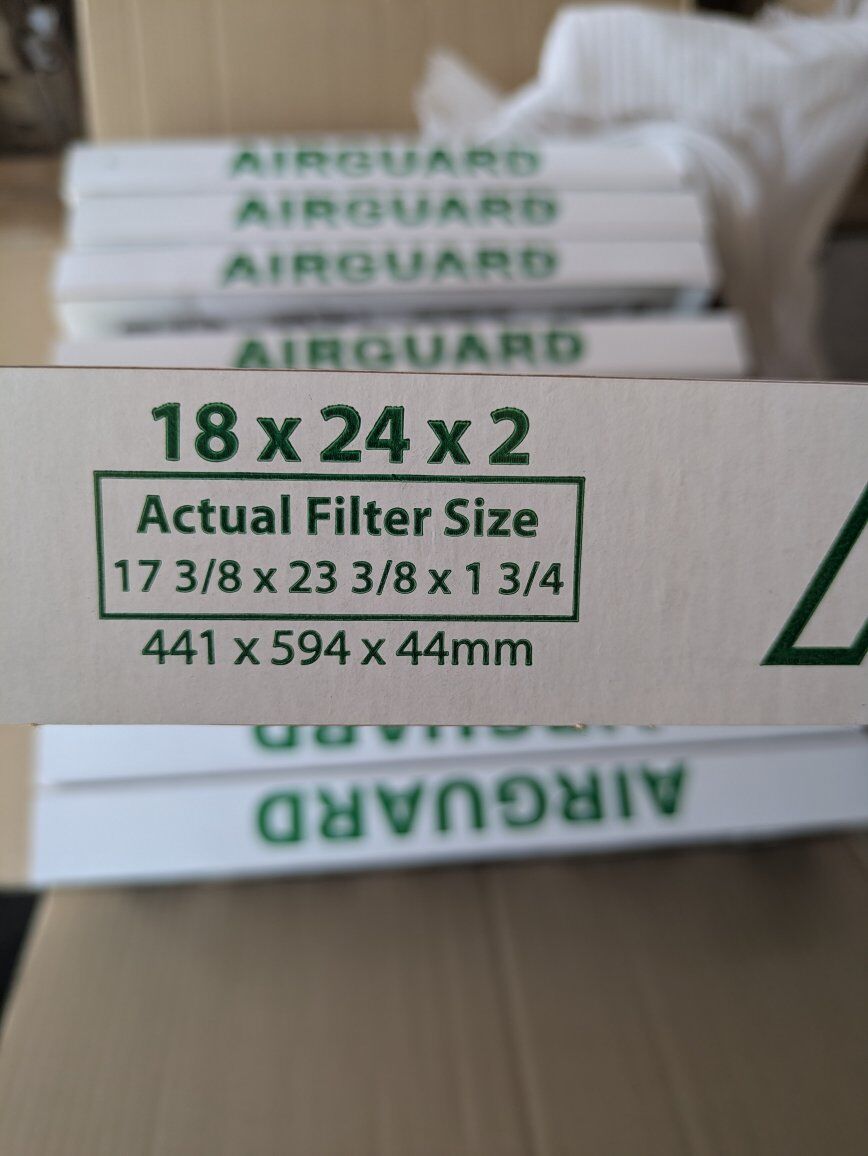 AIRGUARD
AIRGUARD
AIRGUARD
AIRGUARD
18 x 24 x 2
Actual Filter Size
17 3/8 x 23 3/8 x 1 3/4
441 x 594 x 44mm
AIRGUARD
AIRGUARD